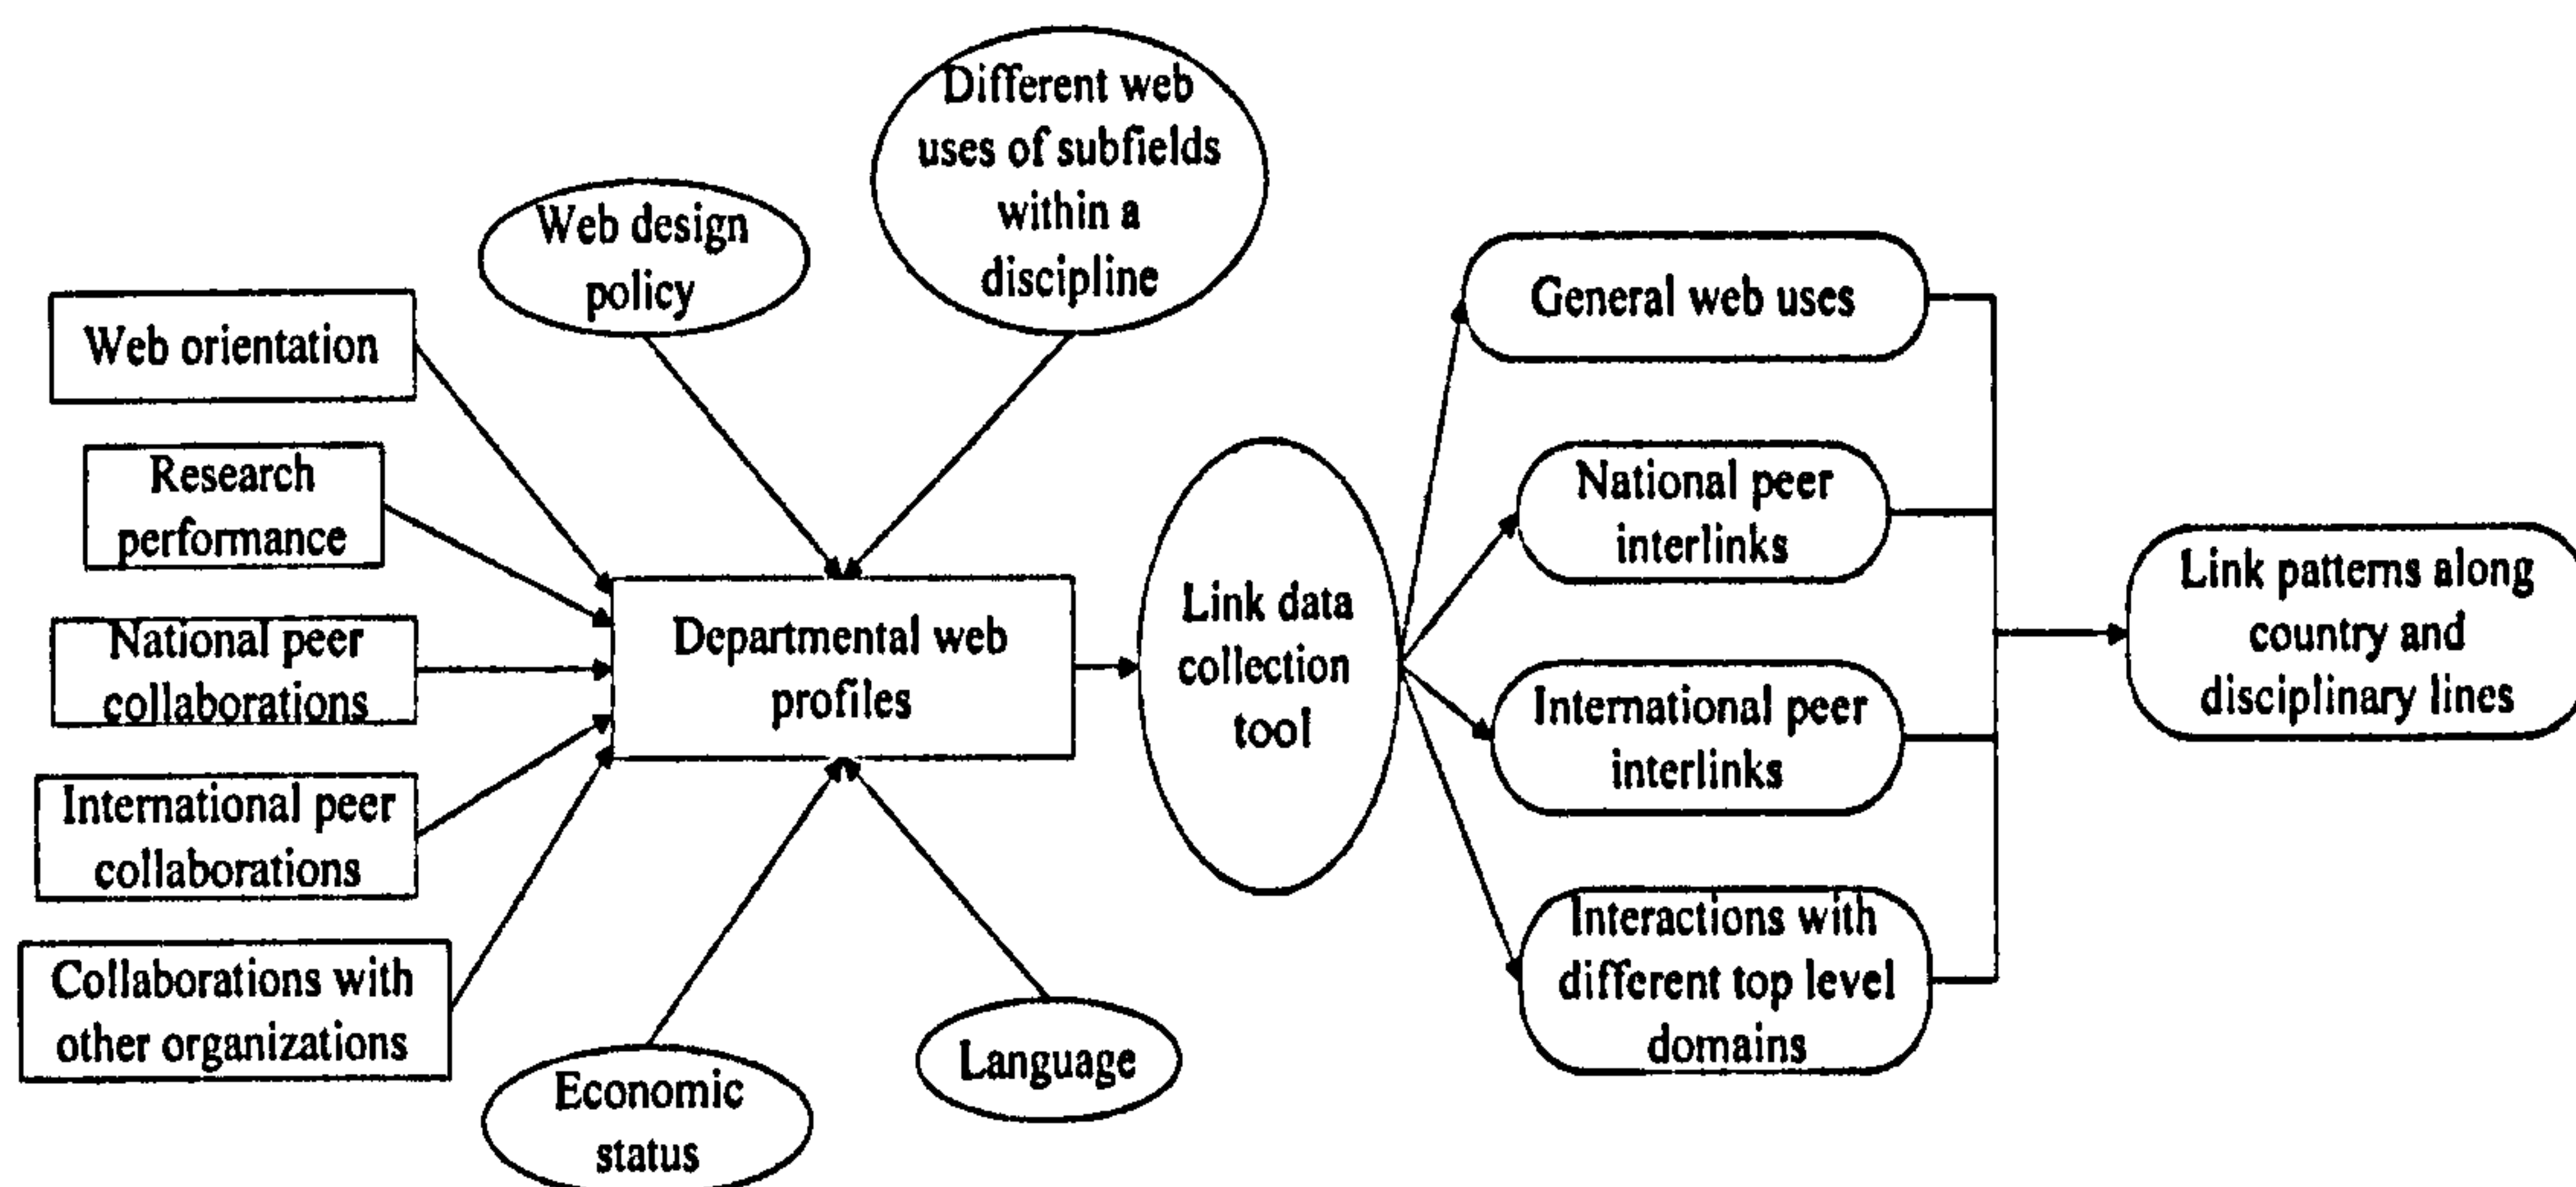 Different web
uses of subfields
within a
discipline
Web design
policy
Web orientation
Research
performance
National peer
collaborations
International peer
collaborations
Collaborations with
other organizations
Departmental web
profiles
Economic
status
Language
Link data
collection
tool
General web uses
National peer
interlinks
International peer
interlinks
Interactions with
different top level
domains
Link patterns along
country and
disciplinary lines